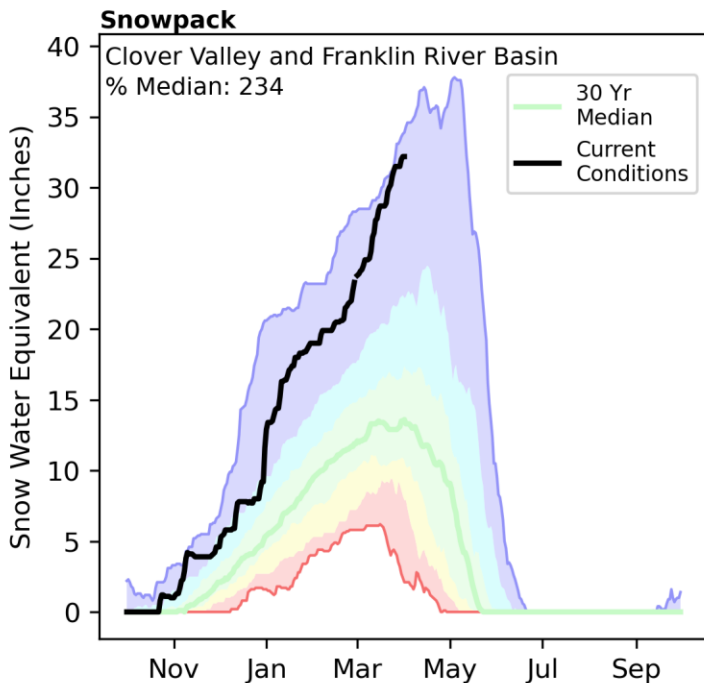 Snowpack
Clover Valley and Franklin River Basin
% Median: 234
30 Yr
Median
Current
Conditions
Snow Water Equivalent (Inches)
40
35
30
25
20
15
10
5
0
Nov Jan Mar May Jul Sep